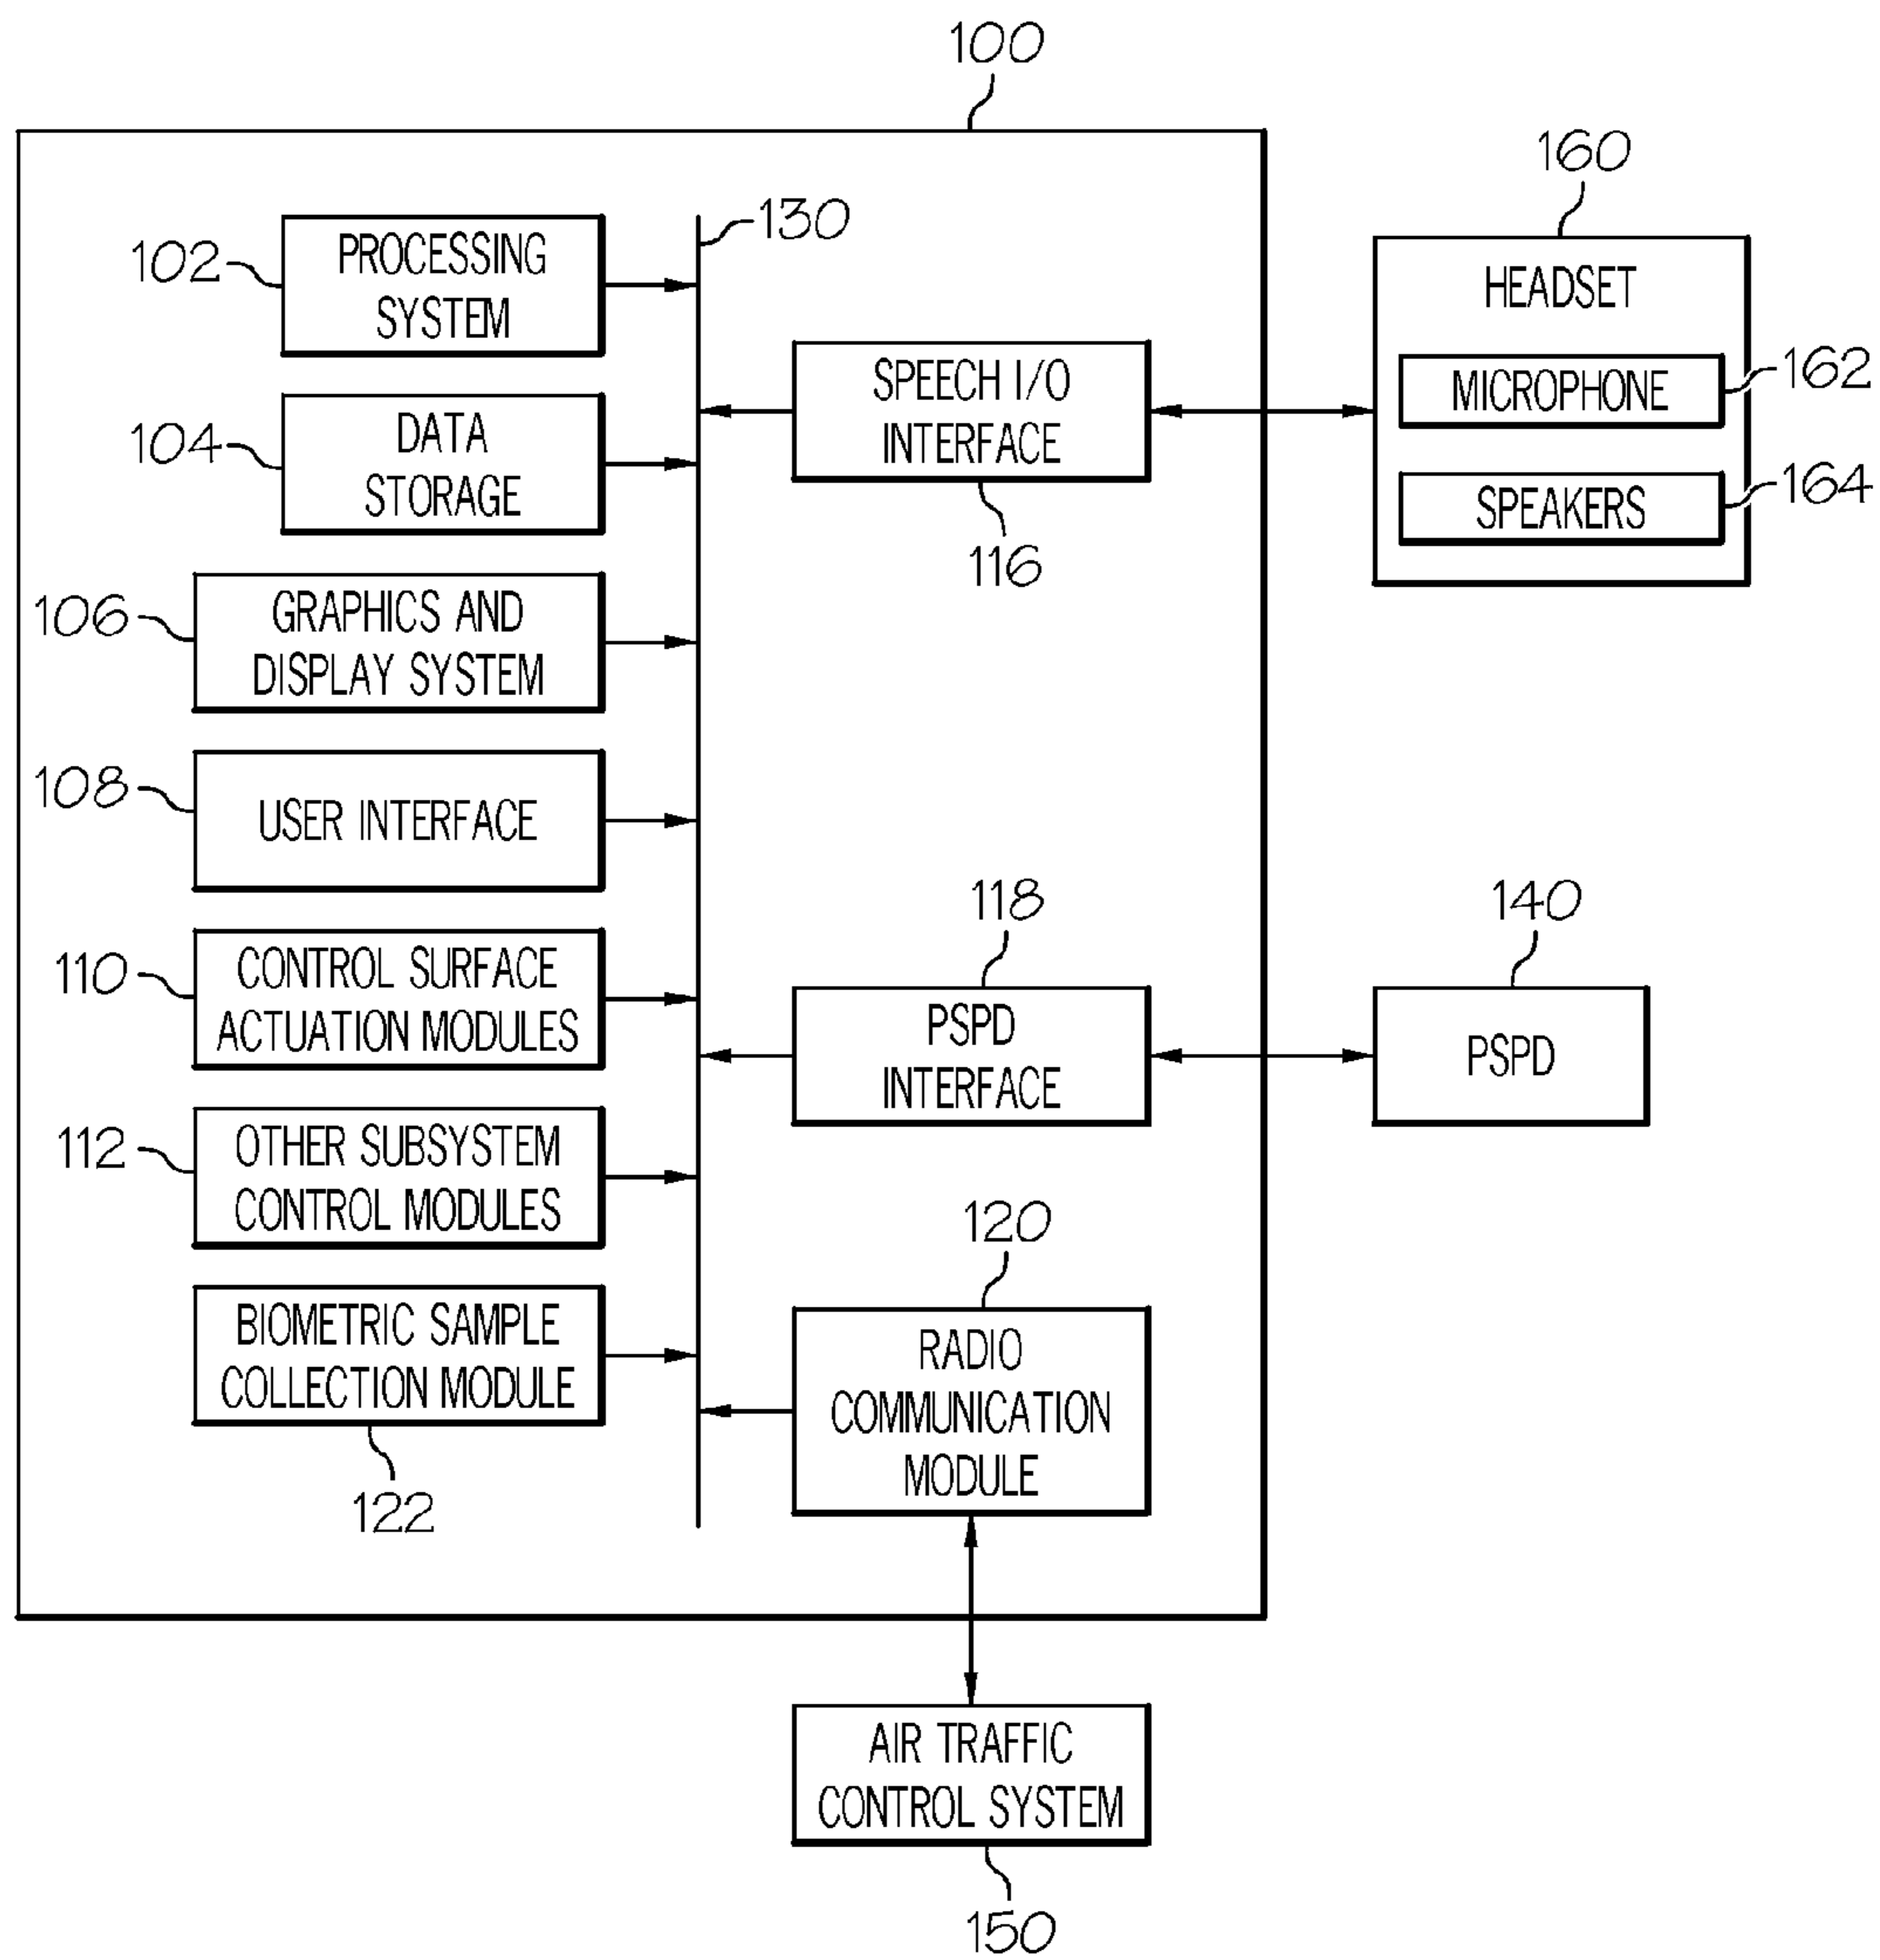 100
160
130
102
PROCESSING
SYSTEM
HEADSET
SPEECH I/O
INTERFACE
116
MICROPHONE
162
SPEAKERS
164
104
DATA
STORAGE
106
GRAPHICS AND
DISPLAY SYSTEM
108
USER INTERFACE
118
140
110
CONTROL SURFACE
ACTUATION MODULES
PSPD
INTERFACE
PSPD
112
OTHER SUBSYSTEM
CONTROL MODULES
120
BIOMETRIC SAMPLE
COLLECTION MODULE
122
RADIO
COMMUNICATION
MODULE
AIR TRAFFIC
CONTROL SYSTEM
150